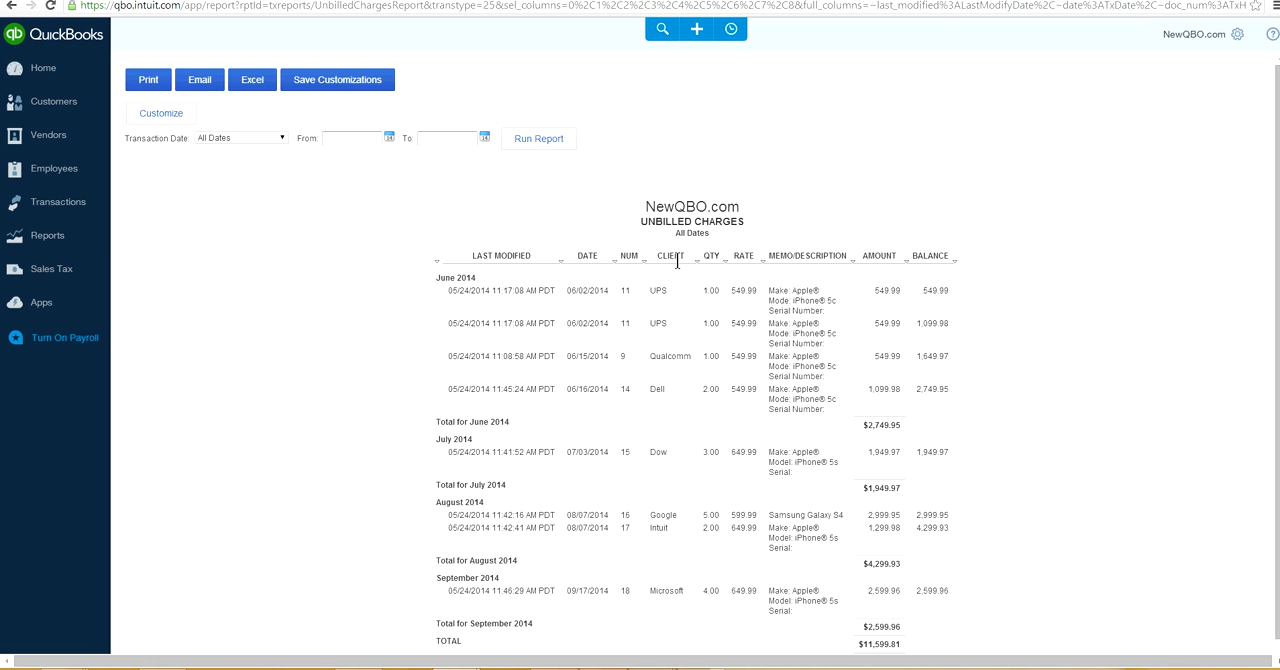 qbo.intuit.com/app/report?rptId=txreports/UnbilledChargesReport&transtype=25&sel_columns=0%2C1%2C2%2C3%2C4%2C5%2C6%2C7%2C8&full_columns=~last_modified%3ALastModifyDate%2C~date%3ATxDate%2C~doc_num%3ATxH
qb QuickBooks
NewQBO.com
?
Home
Customers
Vendors
Employees
Transactions
Reports
Sales Tax
Apps
Turn On Payroll
Print Email Excel Save Customizations
Customize
Transaction Date: All Dates From: To: Run Report
NewQBO.com
UNBILLED CHARGES
All Dates
LAST MODIFIED DATE NUM CLIENT QTY RATE MEMO/DESCRIPTION AMOUNT BALANCE
June 2014
05/24/2014 11:17:08 AM PDT 06/02/2014 11 UPS 1.00 549.99 Make: Apple® 549.99 549.99
Mode: iPhone® 5c
Serial Number:
05/24/2014 11:17:08 AM PDT 06/02/2014 11 UPS 1.00 549.99 Make: Apple® 549.99 1,099.98
Mode: iPhone® 5c
Serial Number:
05/24/2014 11:08:58 AM PDT 06/15/2014 9 Qualcomm 1.00 549.99 Make: Apple® 549.99 1,649.97
Mode: iPhone® 5c
Serial Number:
05/24/2014 11:45:24 AM PDT 06/16/2014 14 Dell 2.00 549.99 Make: Apple® 1,099.98 2,749.95
Mode: iPhone® 5c
Serial Number:
Total for June 2014 $2,749.95
July 2014
05/24/2014 11:41:52 AM PDT 07/03/2014 15 Dow 3.00 649.99 Make: Apple® 1,949.97 1,949.97
Model: iPhone® 5s
Serial:
Total for July 2014 $1,949.97
August 2014
05/24/2014 11:42:16 AM PDT 08/07/2014 16 Google 5.00 599.99 Samsung Galaxy S4 2,999.95 2,999.95
05/24/2014 11:42:41 AM PDT 08/07/2014 17 Intuit 2.00 649.99 Make: Apple® 1,299.98 4,299.93
Model: iPhone® 5s
Serial:
Total for August 2014 $4,299.93
September 2014
05/24/2014 11:46:29 AM PDT 09/17/2014 18 Microsoft 4.00 649.99 Make: Apple® 2,599.96 2,599.96
Model: iPhone® 5s
Serial:
Total for September 2014 $2,599.96
TOTAL $11,599.81